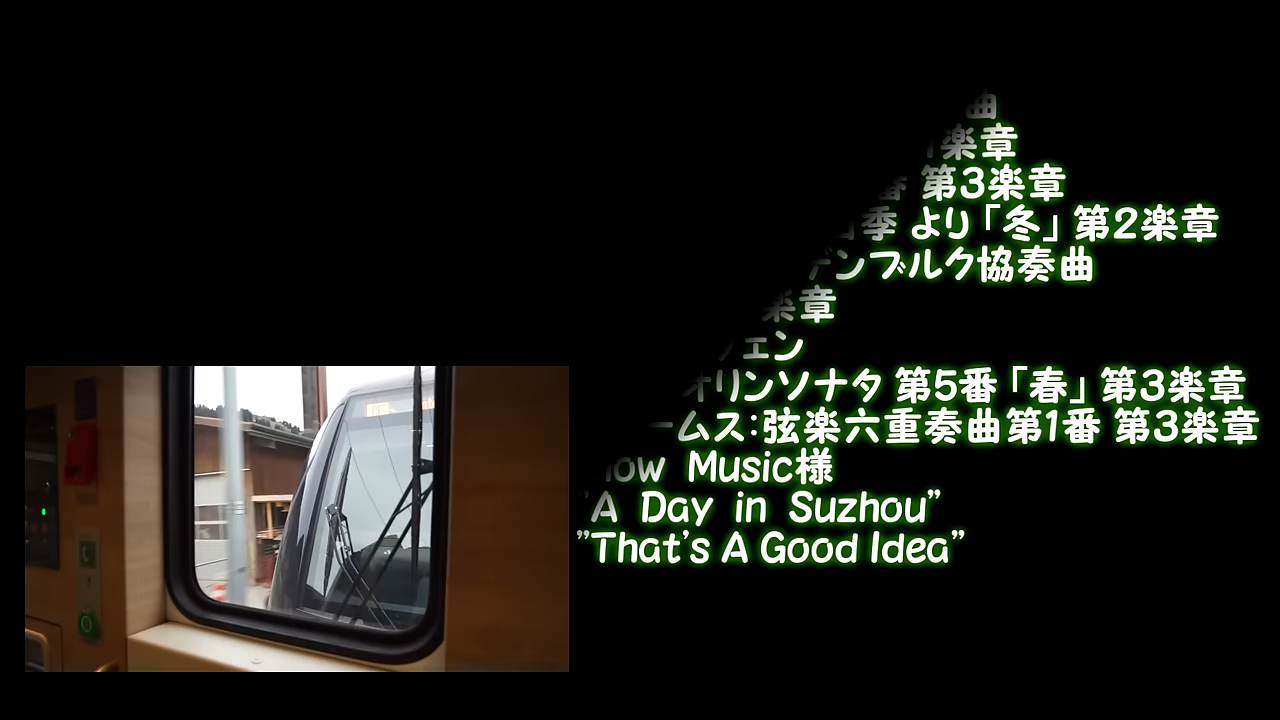 曲
楽章
番 第3楽章
季 より「冬」 第2楽章
デンブルク協奏曲
楽章
ェン
オリンソナタ 第5番「春」 第3楽章
ームス:弦楽六重奏曲第1番 第3楽章
low Music様
"A Day in Suzhou"
"That's A Good Idea"